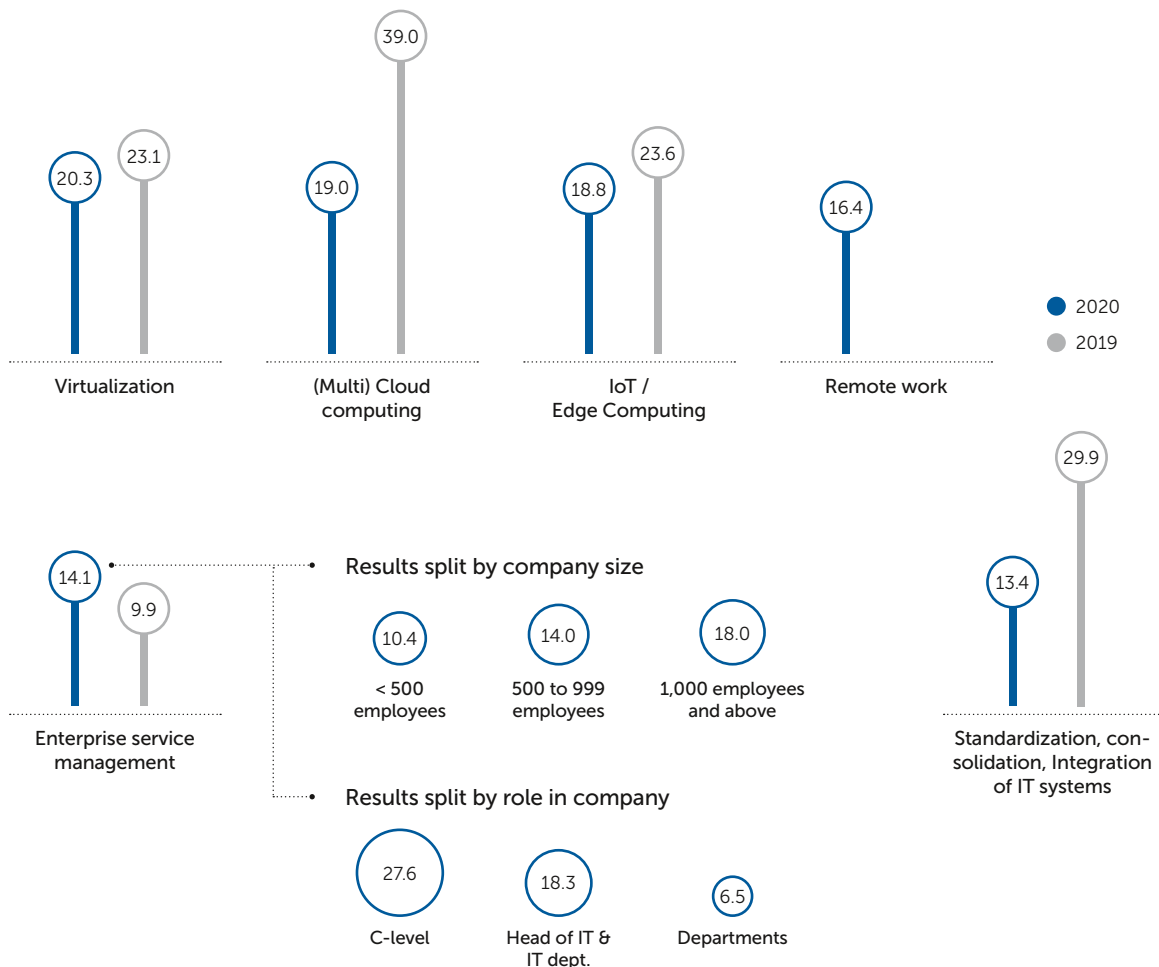 39.0
23.1
23.6
20.3
19.0
18.8
16.4
2020
2019
Virtualization
(Multi) Cloud
computing
IoT /
Edge Computing
Remote work
29.9
14.1
9.9
Results split by company size
13.4
10.4
14.0
18.0
< 500
employees
500 to 999
employees
1,000 employees
and above
Enterprise service
management
Standardization, con-
solidation, Integration
of IT systems
Results split by role in company
27.6
18.3
6.5
C-level
Head of IT &
IT dept.
Departments